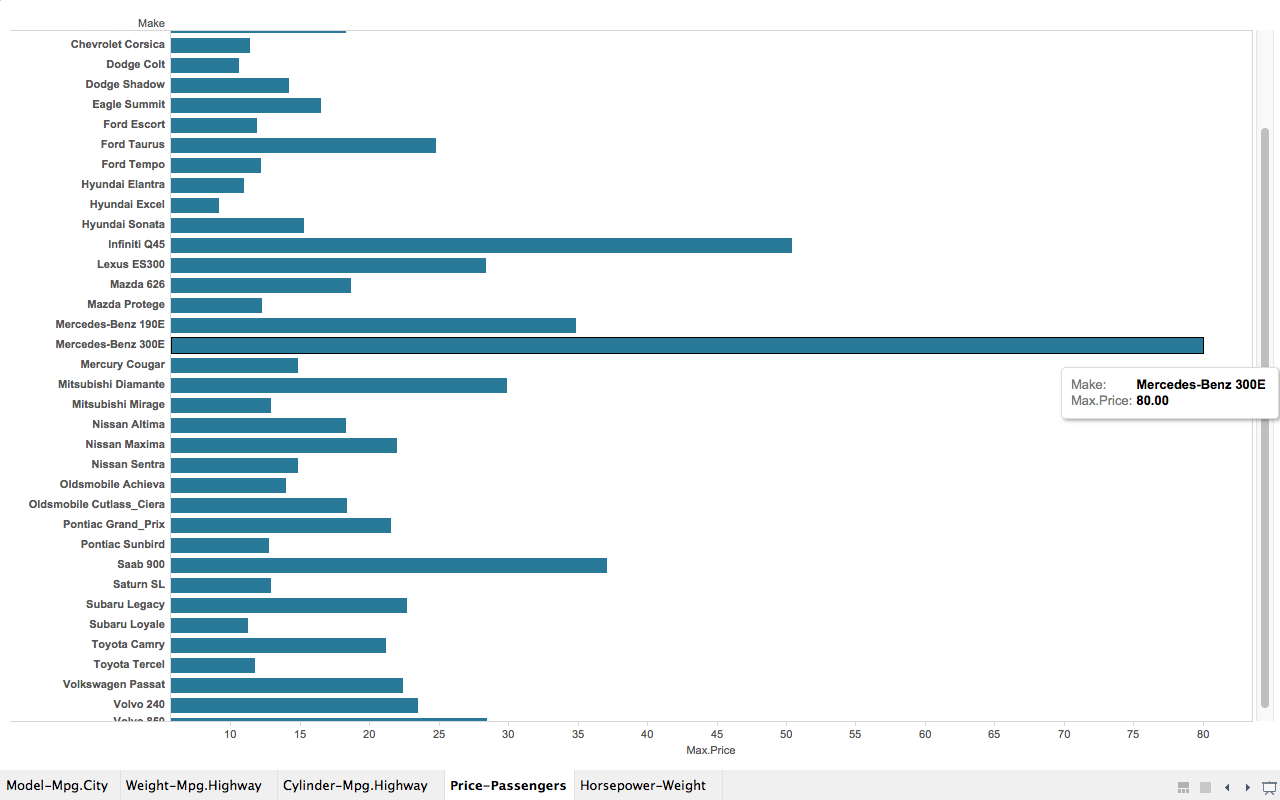 Make
Chevrolet Corsica
Dodge Colt
Dodge Shadow
Eagle Summit
Ford Escort
Ford Taurus
Ford Tempo
Hyundai Elantra
Hyundai Excel
Hyundai Sonata
Infiniti Q45
Lexus ES300
Mazda 626
Mazda Protege
Mercedes-Benz 190E
Mercedes-Benz 300E
Mercury Cougar
Mitsubishi Diamante
Make: Mercedes-Benz 300E
Max.Price: 80.00
Mitsubishi Mirage
Nissan Altima
Nissan Maxima
Nissan Sentra
Oldsmobile Achieva
Oldsmobile Cutlass_Ciera
Pontiac Grand_Prix
Pontiac Sunbird
Saab 900
Saturn SL
Subaru Legacy
Subaru Loyale
Toyota Camry
Toyota Tercel
Volkswagen Passat
Volvo 240
Volvo 850
10 15 20 25 30 35 40 45 50 55 60 65 70 75 80
Max.Price
Model-Mpg.City Weight-Mpg.Highway Cylinder-Mpg.Highway Price-Passengers Horsepower-Weight